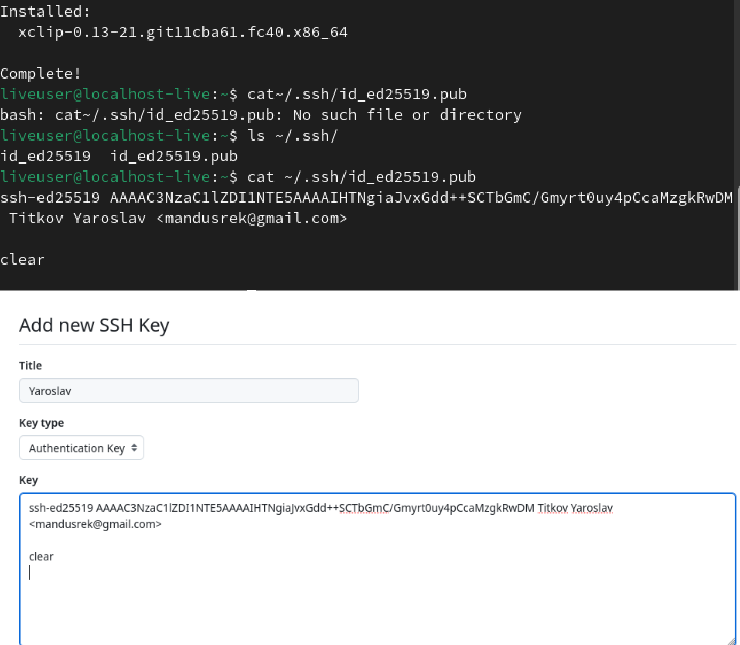 Installed:
  xclip-0.13-21.git11cba61.fc40.x86_64
Complete!
liveuser@localhost-live:~$ cat~/.ssh/id_ed25519.pub
bash: cat~/.ssh/id_ed25519.pub: No such file or directory
liveuser@localhost-live:~$ ls ~/.ssh/
id_ed25519  id_ed25519.pub
liveuser@localhost-live:~$ cat ~/.ssh/id_ed25519.pub
ssh-ed25519 AAAAC3NzaC1lZDI1NTE5AAAAIHTNgiaJvxGdd++SCTbGmC/Gmyrt0uy4pCcaMzgkRwDM
 Titkov Yaroslav <mandusrek@gmail.com>
clear
Add new SSH Key
Title
Yaroslav
Key type
Authentication Key
Key
ssh-ed25519 AAAAC3NzaC1lZDI1NTE5AAAAIHTNgiaJvxGdd++SCTbGmC/Gmyrt0uy4pCcaMzgkRwDM Titkov Yaroslav
<mandusrek@gmail.com>
clear